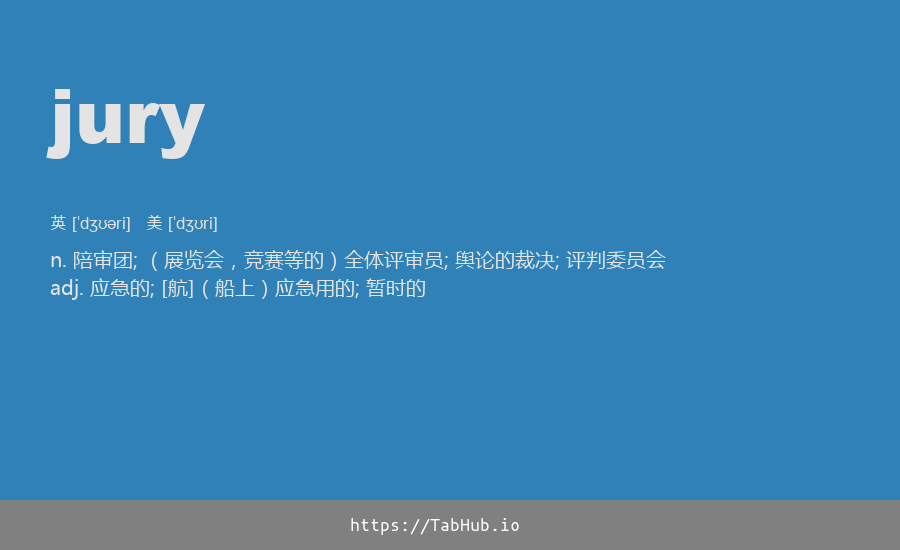 jury
英 [ˈdʒʊəri] 美 [ˈdʒʊri]
n. 陪审团; （展览会，竞赛等的）全体评审员; 舆论的裁决; 评判委员会
adj. 应急的; [航]（船上）应急用的; 暂时的
https://TabHub.io